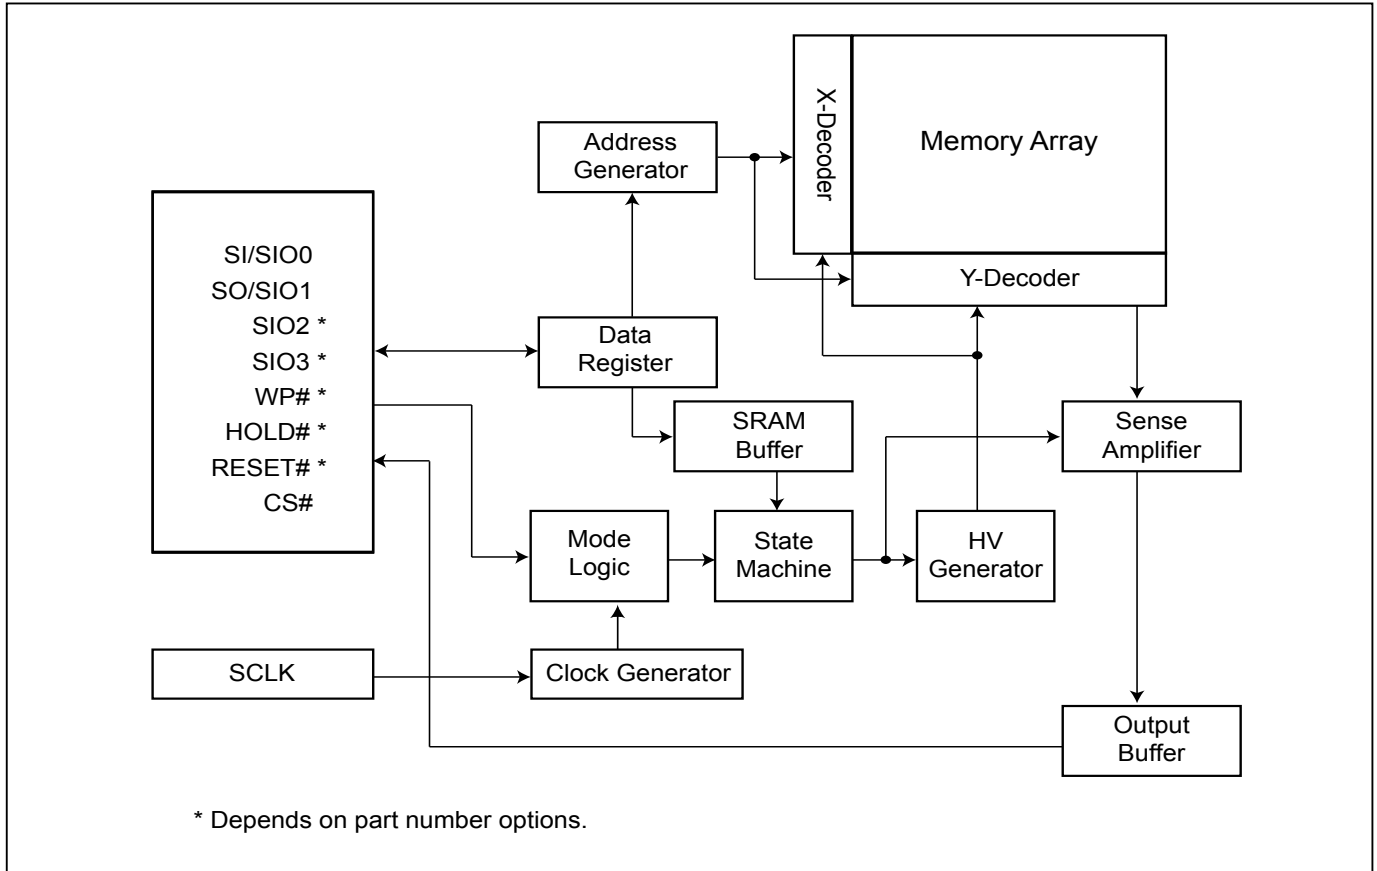 X-Decoder
Memory Array
Address
Generator
Y-Decoder
SI/SIO0
SO/SIO1
SIO2 *
SIO3 *
WP# *
HOLD# *
RESET# *
CS#
Data
Register
SRAM
Buffer
Sense
Amplifier
Mode
Logic
State
Machine
HV
Generator
SCLK
Clock Generator
Output
Buffer
* Depends on part number options.